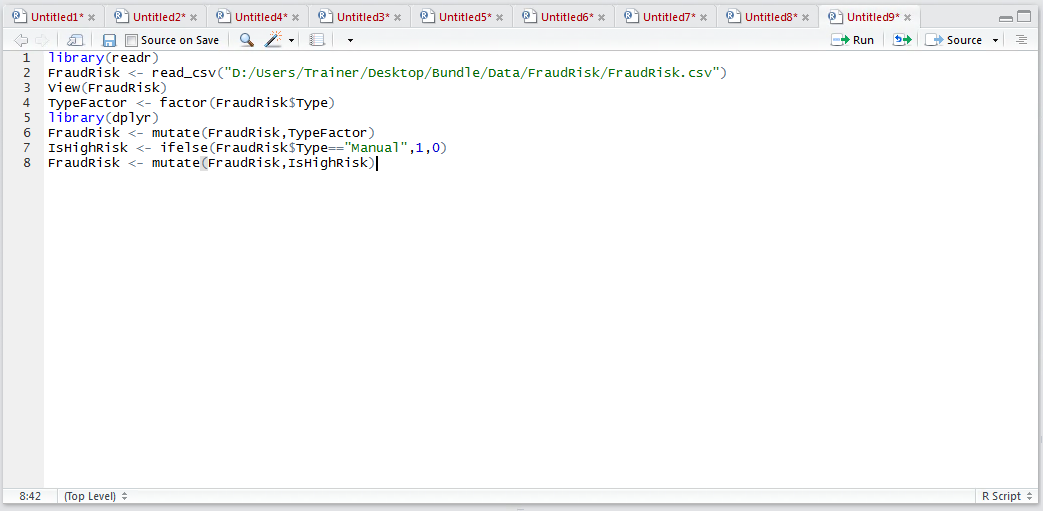 Untitled1* Untitled2* Untitled4* Untitled3* Untitled5* Untitled6* Untitled7* Untitled8* Untitled9*
Source on Save Run Source
1 library(readr)
2 FraudRisk <- read_csv("D:/Users/Trainer/Desktop/Bundle/Data/FraudRisk/FraudRisk.csv")
3 View(FraudRisk)
4 TypeFactor <- factor(FraudRisk$Type)
5 library(dplyr)
6 FraudRisk <- mutate(FraudRisk,TypeFactor)
7 IsHighRisk <- ifelse(FraudRisk$Type=="Manual",1,0)
8 FraudRisk <- mutate(FraudRisk,IsHighRisk)
8:42 (Top Level) R Script